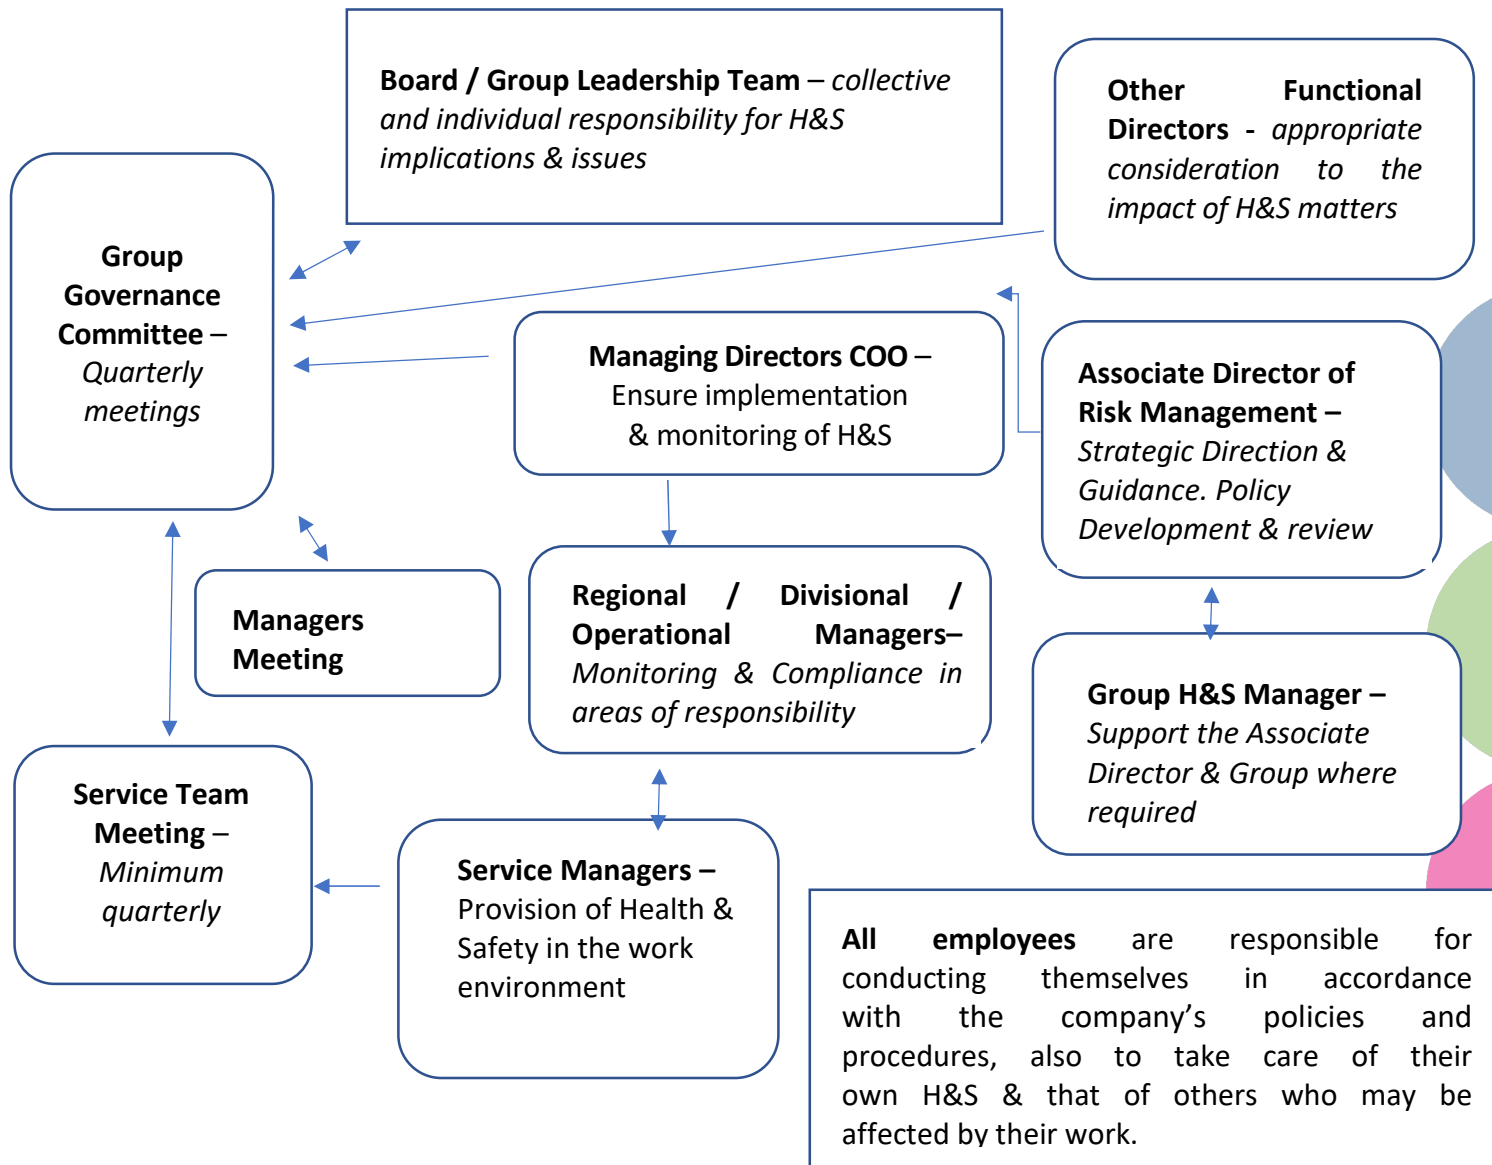 Board / Group Leadership Team – collective
and individual responsibility for H&S
implications & issues
Other Functional
Directors - appropriate
consideration to the
impact of H&S matters
Group
Governance
Committee –
Quarterly
meetings
Managing Directors COO –
Ensure implementation
& monitoring of H&S
Associate Director of
Risk Management –
Strategic Direction &
Guidance. Policy
Development & review
Managers
Meeting
Regional / Divisional /
Operational Managers–
Monitoring & Compliance in
areas of responsibility
Group H&S Manager –
Support the Associate
Director & Group where
required
Service Team
Meeting –
Minimum
quarterly
Service Managers –
Provision of Health &
Safety in the work
environment
All employees are responsible for
conducting themselves in accordance
with the company’s policies and
procedures, also to take care of their
own H&S & that of others who may be
affected by their work.